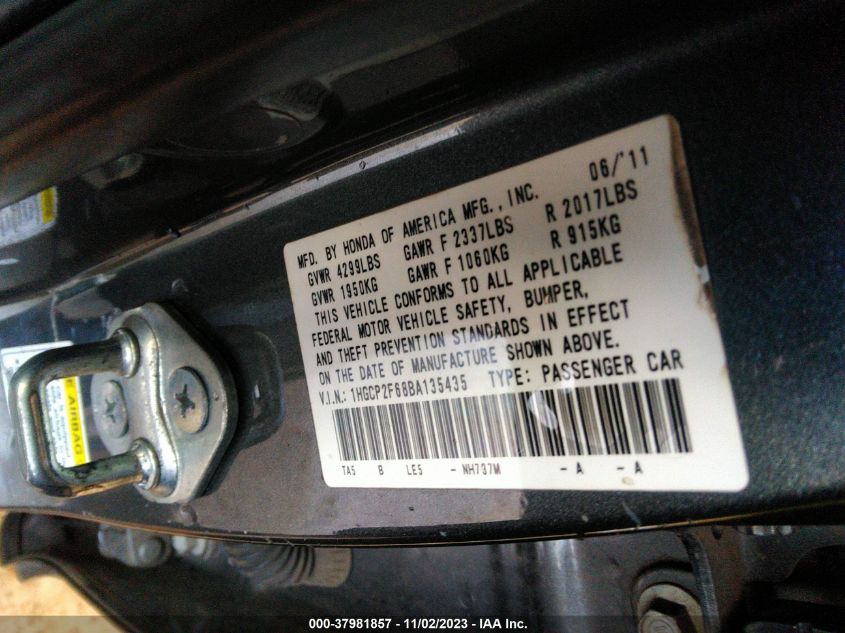 MFD. BY HONDA OF AMERICA MFG., INC. 06/'11
GVWR 4299LBS GAWR F 2337LBS R 2017LBS
GVWR 1950KG GAWR F 1060KG R 915KG
THIS VEHICLE CONFORMS TO ALL APPLICABLE
FEDERAL MOTOR VEHICLE SAFETY, BUMPER,
AND THEFT PREVENTION STANDARDS IN EFFECT
ON THE DATE OF MANUFACTURE SHOWN ABOVE.
V.I.N.: 1HGCP2F68BA135435 TYPE: PASSENGER CAR
TA5 B LE5 - NH737M - A - A
AIRBAG
000-37981857 - 11/02/2023 - IAA Inc.